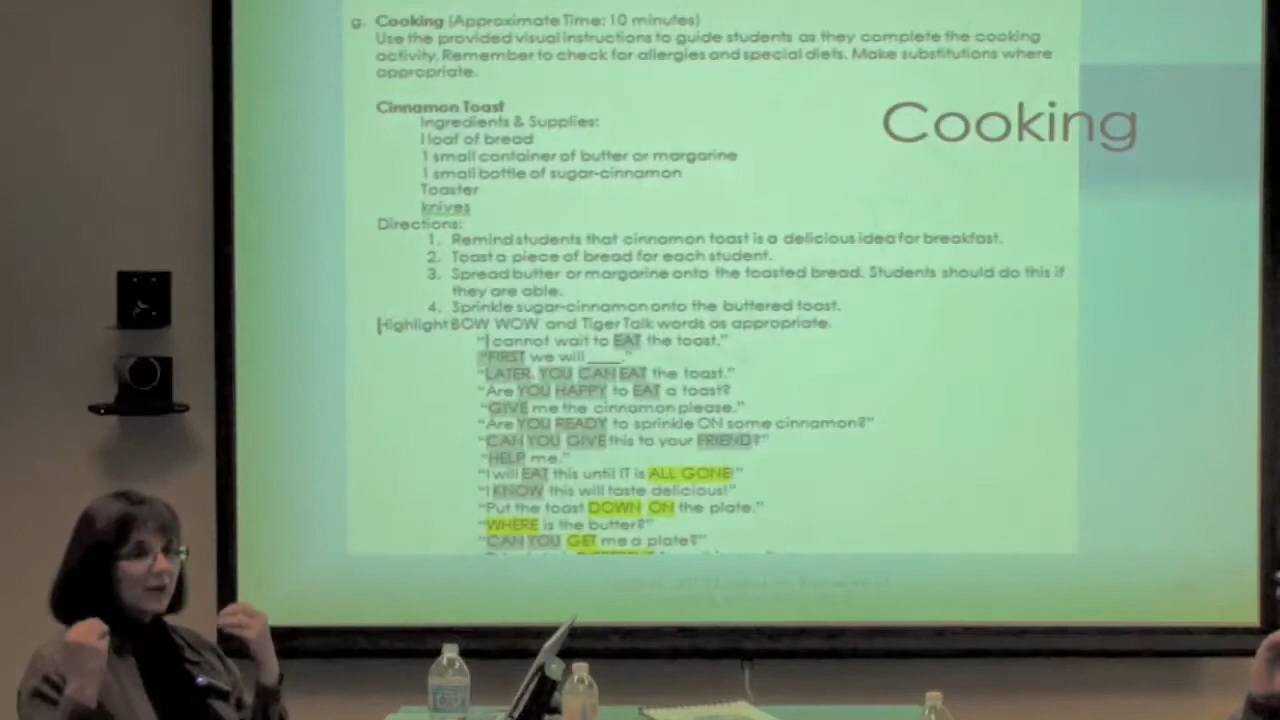 g. Cooking (Approximate Time: 10 minutes)
Use the provided visual instructions to guide students as they complete the cooking
activity. Remember to check for allergies and special diets. Make substitutions where
appropriate.
Cooking
Cinnamon Toast
Ingredients & Supplies:
1 loaf of bread
1 small container of butter or margarine
1 small bottle of sugar-cinnamon
Toaster
knives
Directions:
1. Remind students that cinnamon toast is a delicious idea for breakfast.
2. Toast a piece of bread for each student.
3. Spread butter or margarine onto the toasted bread. Students should do this if
they are able.
4. Sprinkle sugar-cinnamon onto the buttered toast.
Highlight BOW WOW and Tiger Talk words as appropriate.
"I cannot wait to EAT the toast."
"FIRST we will ____."
"LATER, YOU CAN EAT the toast."
"Are YOU HAPPY to EAT a toast?
"GIVE me the cinnamon please."
"Are YOU READY to sprinkle ON some cinnamon?"
"CAN YOU GIVE this to your FRIEND?"
"HELP me."
"I will EAT this until IT is ALL GONE!"
"I KNOW this will taste delicious!"
"Put the toast DOWN ON the plate."
"WHERE is the butter?"
"CAN YOU GET me a plate?"